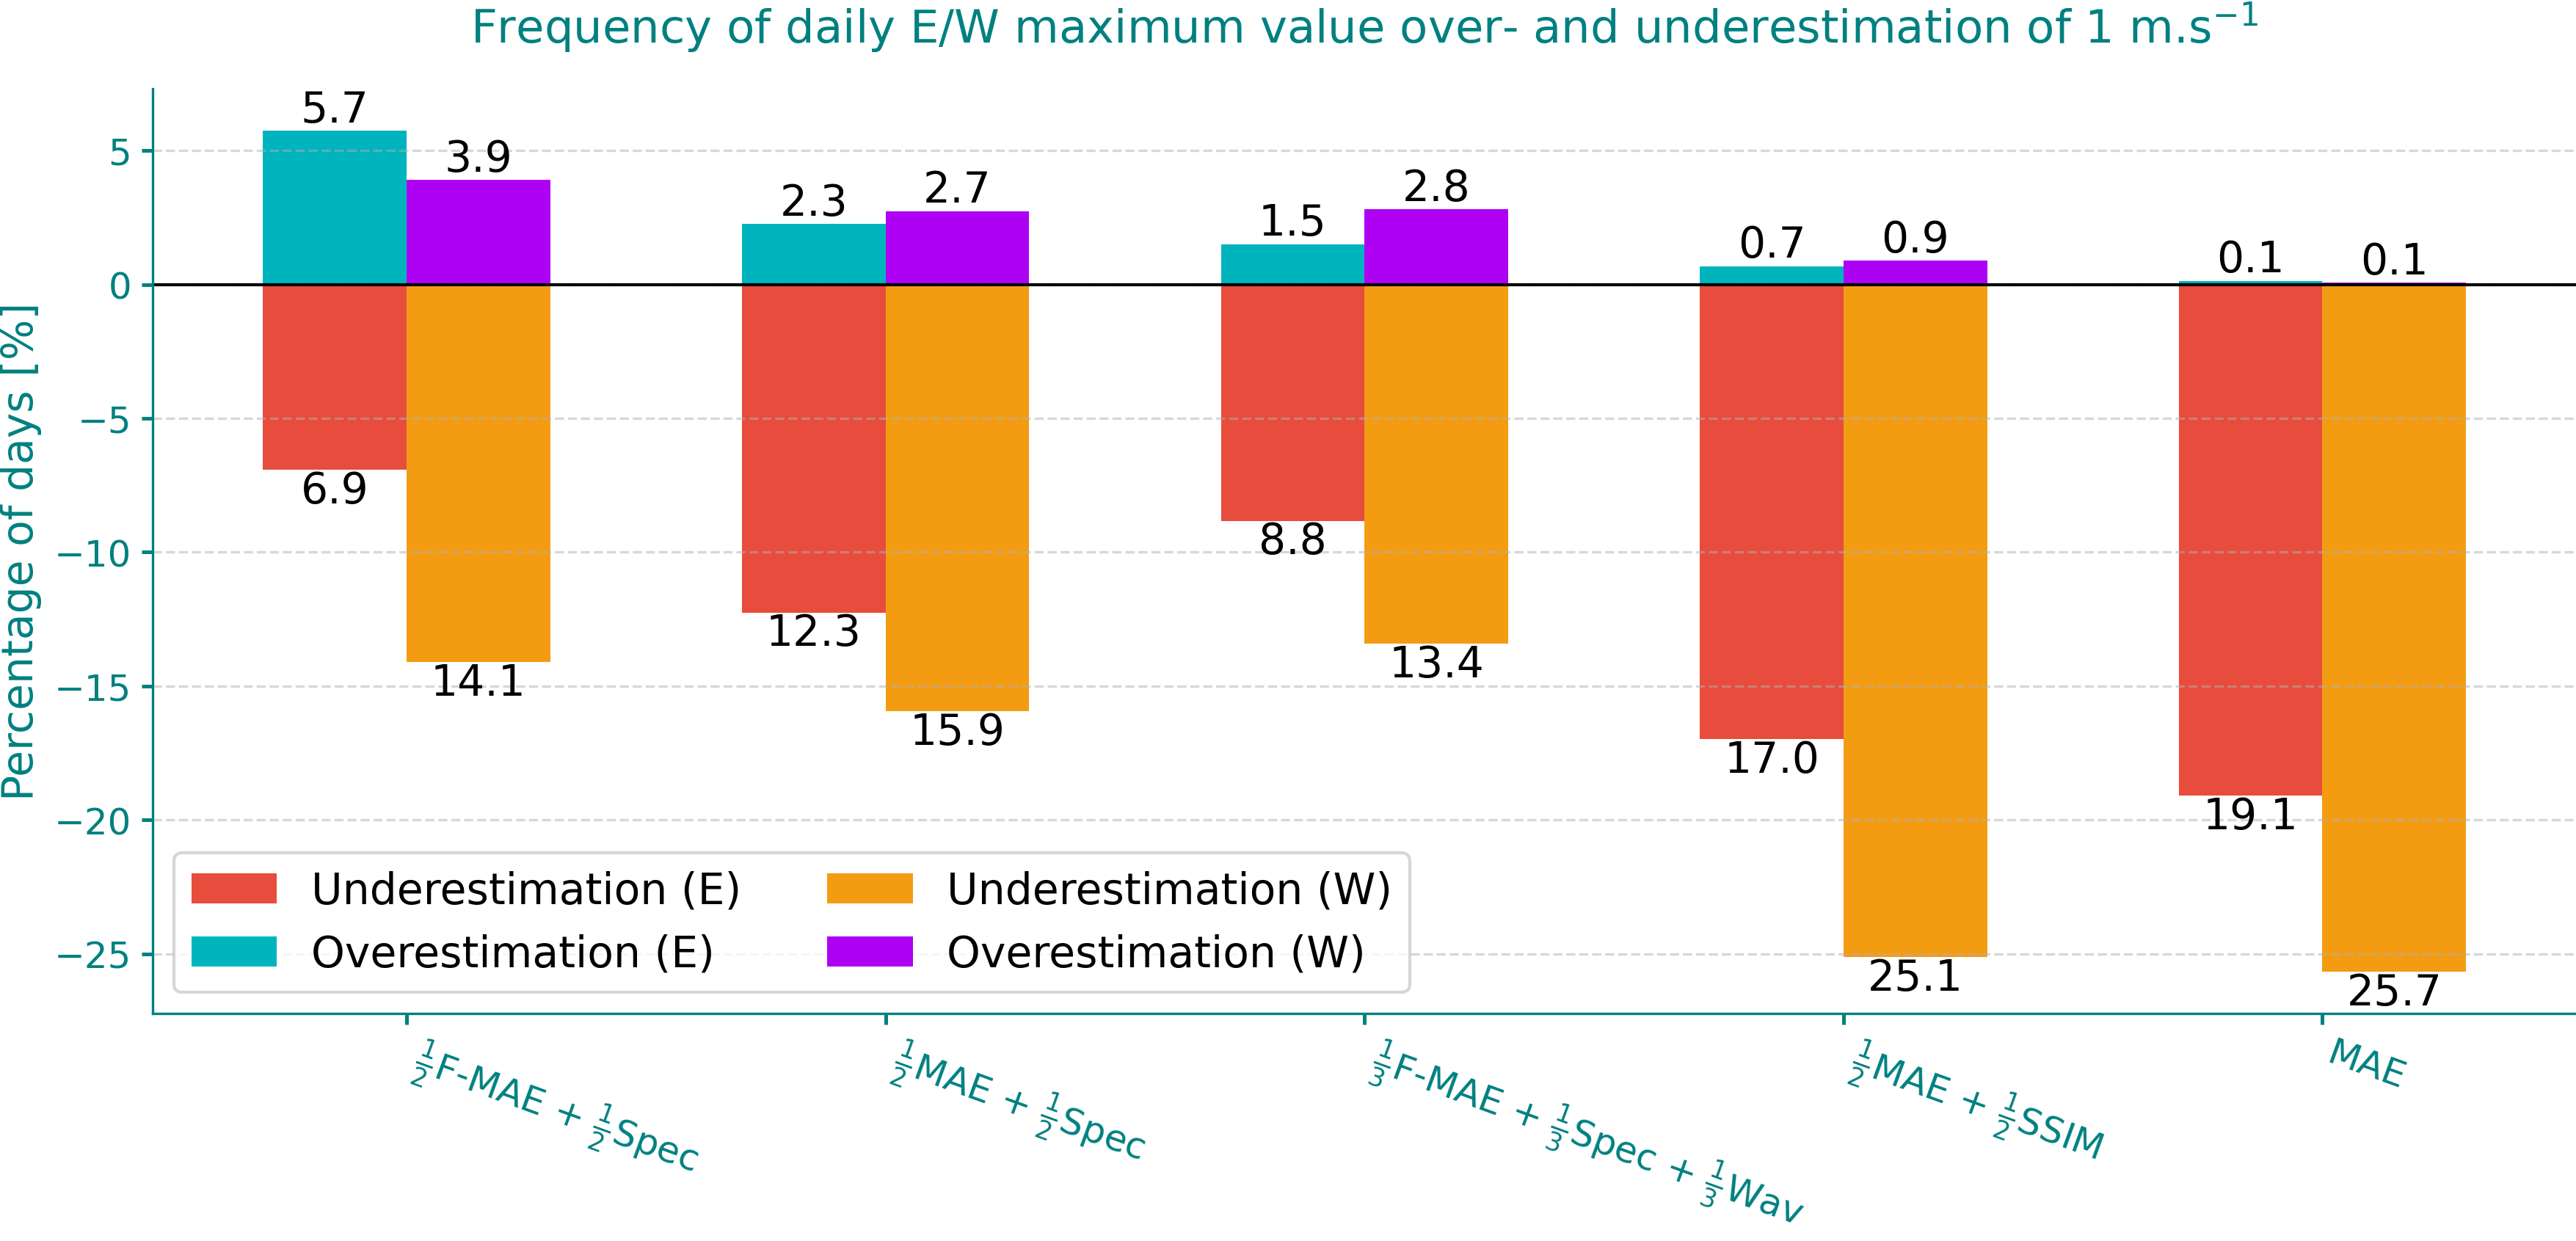 Frequency of daily E/W maximum value over- and underestimation of 1 m.s⁻¹
Percentage of days [%]
5
0
−5
−10
−15
−20
−25
5.7
3.9
2.3
2.7
1.5
2.8
0.7
0.9
0.1
0.1
6.9
14.1
12.3
15.9
8.8
13.4
17.0
25.1
19.1
25.7
Underestimation (E)
Overestimation (E)
Underestimation (W)
Overestimation (W)
½F-MAE + ½Spec
½MAE + ½Spec
⅓F-MAE + ⅓Spec + ⅓Wav
½MAE + ½SSIM
MAE